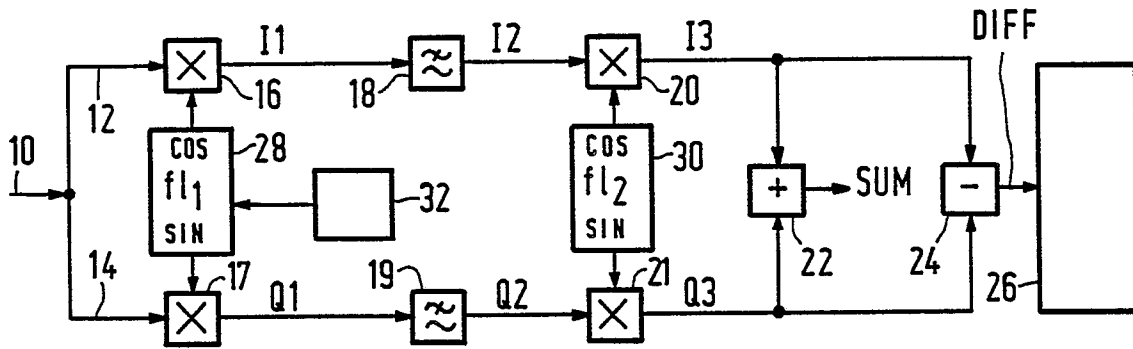 DIFF
I1
I2
I3
16
18
20
12
COS
fl1
SIN
28
COS
fl2
SIN
30
10
32
+
SUM
−
22
24
26
14
17
19
21
Q1
Q2
Q3